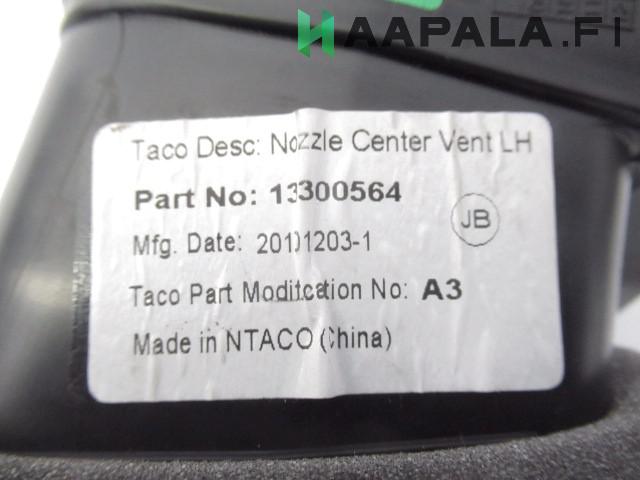 HAAPALA.FI
Taco Desc: Nozzle Center Vent LH
Part No: 13300564
JB
Mfg. Date: 20101203-1
Taco Part Moditcation No: A3
Made in NTACO (China)